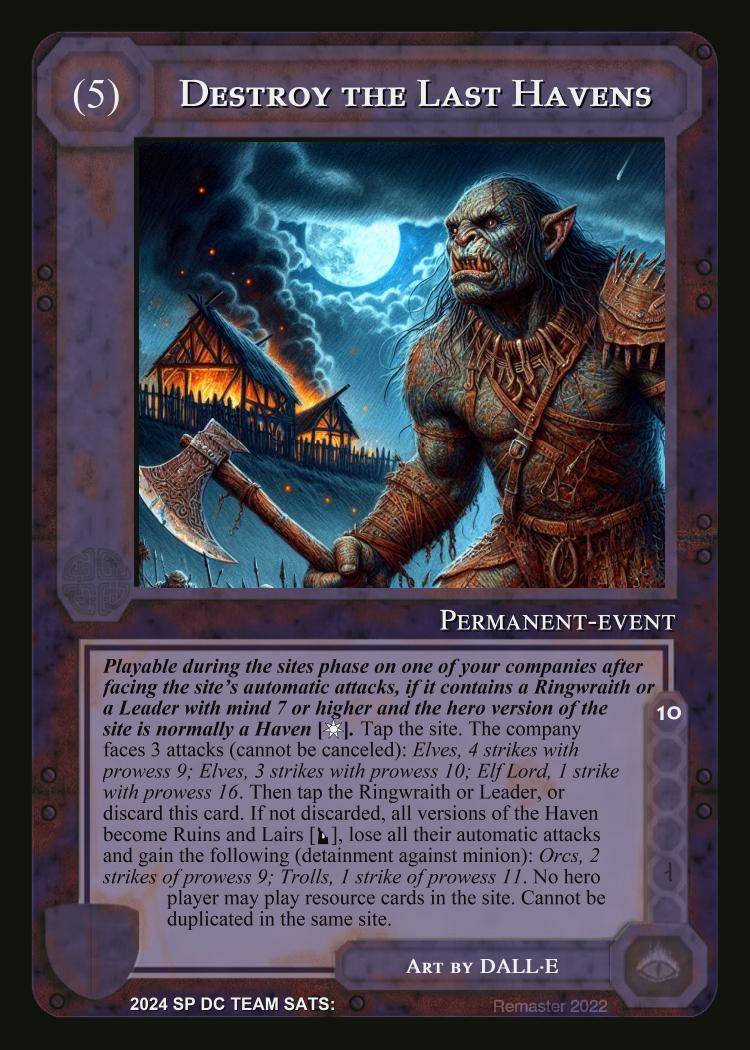 (5)
Destroy the Last Havens
Permanent-event
Playable during the sites phase on one of your companies after
facing the site's automatic attacks, if it contains a Ringwraith or
a Leader with mind 7 or higher and the hero version of the
site is normally a Haven [☀]. Tap the site. The company
faces 3 attacks (cannot be canceled): Elves, 4 strikes with
prowess 9; Elves, 3 strikes with prowess 10; Elf Lord, 1 strike
with prowess 16. Then tap the Ringwraith or Leader, or
discard this card. If not discarded, all versions of the Haven
become Ruins and Lairs [], lose all their automatic attacks
and gain the following (detainment against minion): Orcs, 2
strikes of prowess 9; Trolls, 1 strike of prowess 11. No hero
player may play resource cards in the site. Cannot be
duplicated in the same site.
10
Art by DALL·E
2024 SP DC TEAM SATS:
Remaster 2022